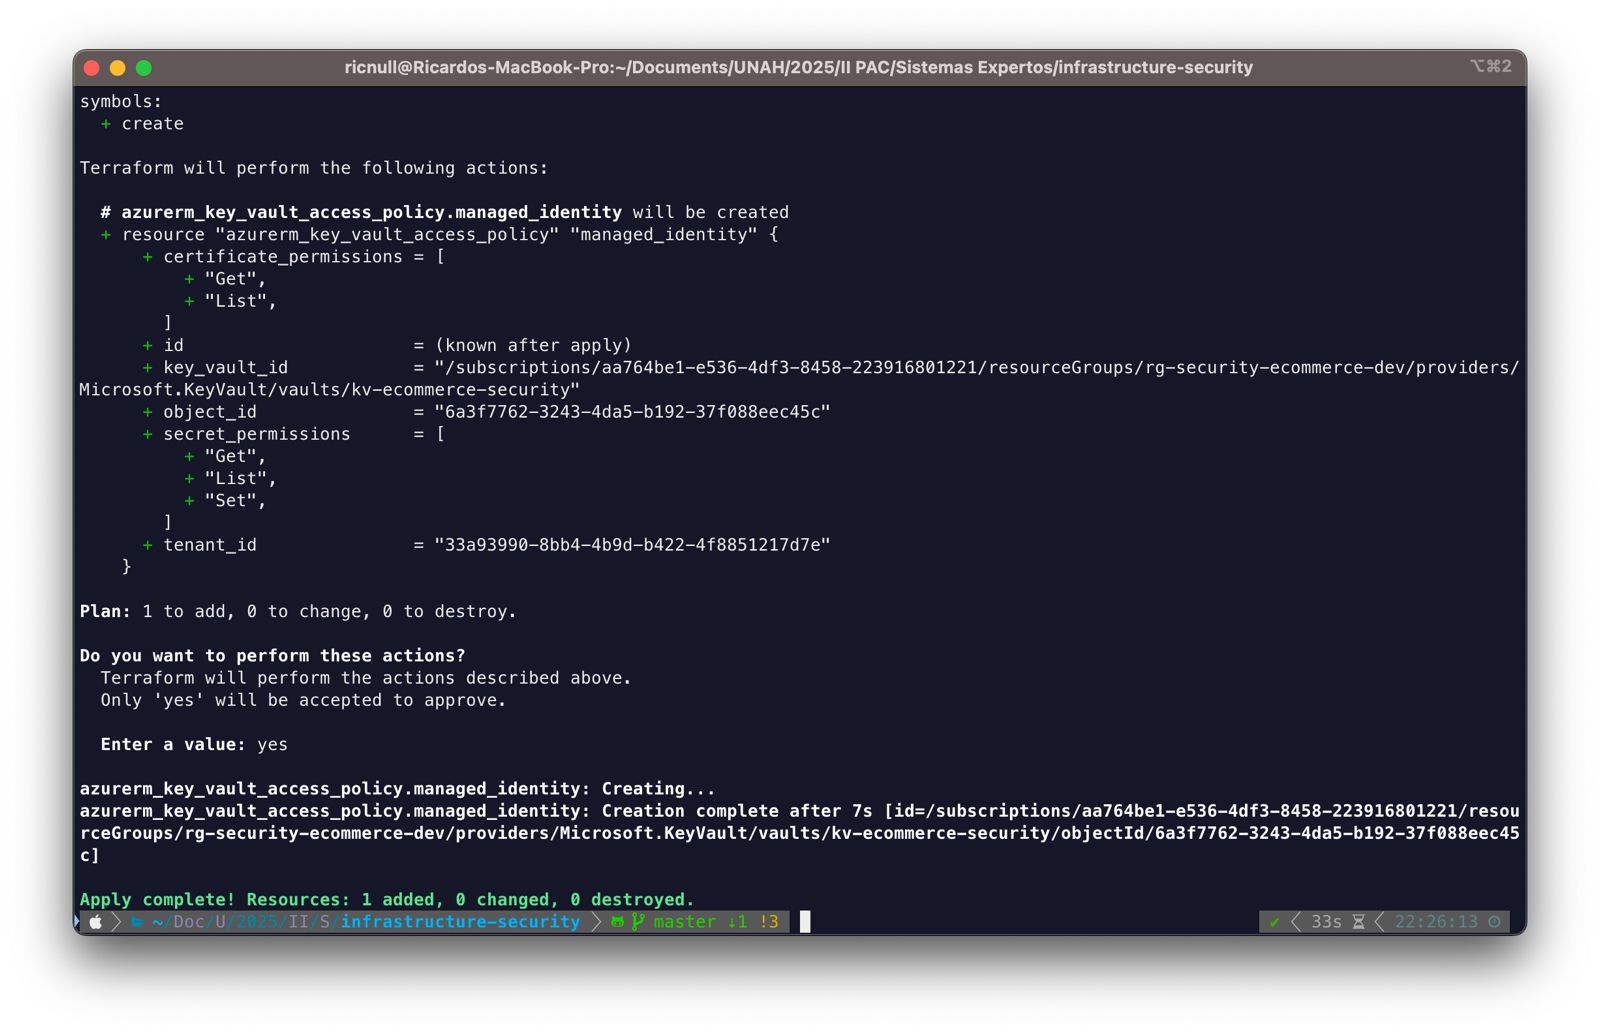 ricnull@Ricardos-MacBook-Pro:~/Documents/UNAH/2025/II PAC/Sistemas Expertos/infrastructure-security ⌥⌘2
symbols:
  + create

Terraform will perform the following actions:

  # azurerm_key_vault_access_policy.managed_identity will be created
  + resource "azurerm_key_vault_access_policy" "managed_identity" {
      + certificate_permissions = [
          + "Get",
          + "List",
        ]
      + id                      = (known after apply)
      + key_vault_id            = "/subscriptions/aa764be1-e536-4df3-8458-223916801221/resourceGroups/rg-security-ecommerce-dev/providers/
Microsoft.KeyVault/vaults/kv-ecommerce-security"
      + object_id               = "6a3f7762-3243-4da5-b192-37f088eec45c"
      + secret_permissions      = [
          + "Get",
          + "List",
          + "Set",
        ]
      + tenant_id               = "33a93990-8bb4-4b9d-b422-4f8851217d7e"
    }

Plan: 1 to add, 0 to change, 0 to destroy.

Do you want to perform these actions?
  Terraform will perform the actions described above.
  Only 'yes' will be accepted to approve.

  Enter a value: yes

azurerm_key_vault_access_policy.managed_identity: Creating...
azurerm_key_vault_access_policy.managed_identity: Creation complete after 7s [id=/subscriptions/aa764be1-e536-4df3-8458-223916801221/resou
rceGroups/rg-security-ecommerce-dev/providers/Microsoft.KeyVault/vaults/kv-ecommerce-security/objectId/6a3f7762-3243-4da5-b192-37f088eec45
c]

Apply complete! Resources: 1 added, 0 changed, 0 destroyed.
~/Doc/U/2025/II/S/infrastructure-security master ↓1 !3 ✔ 33s 22:26:13